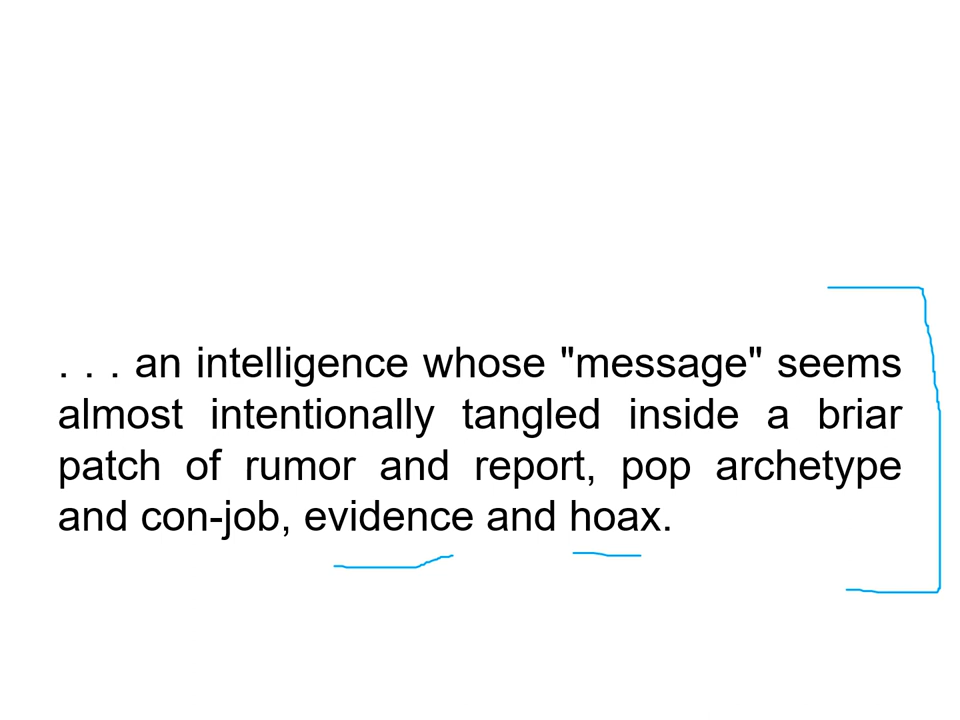 . . . an intelligence whose "message" seems
almost intentionally tangled inside a briar
patch of rumor and report, pop archetype
and con-job, evidence and hoax.